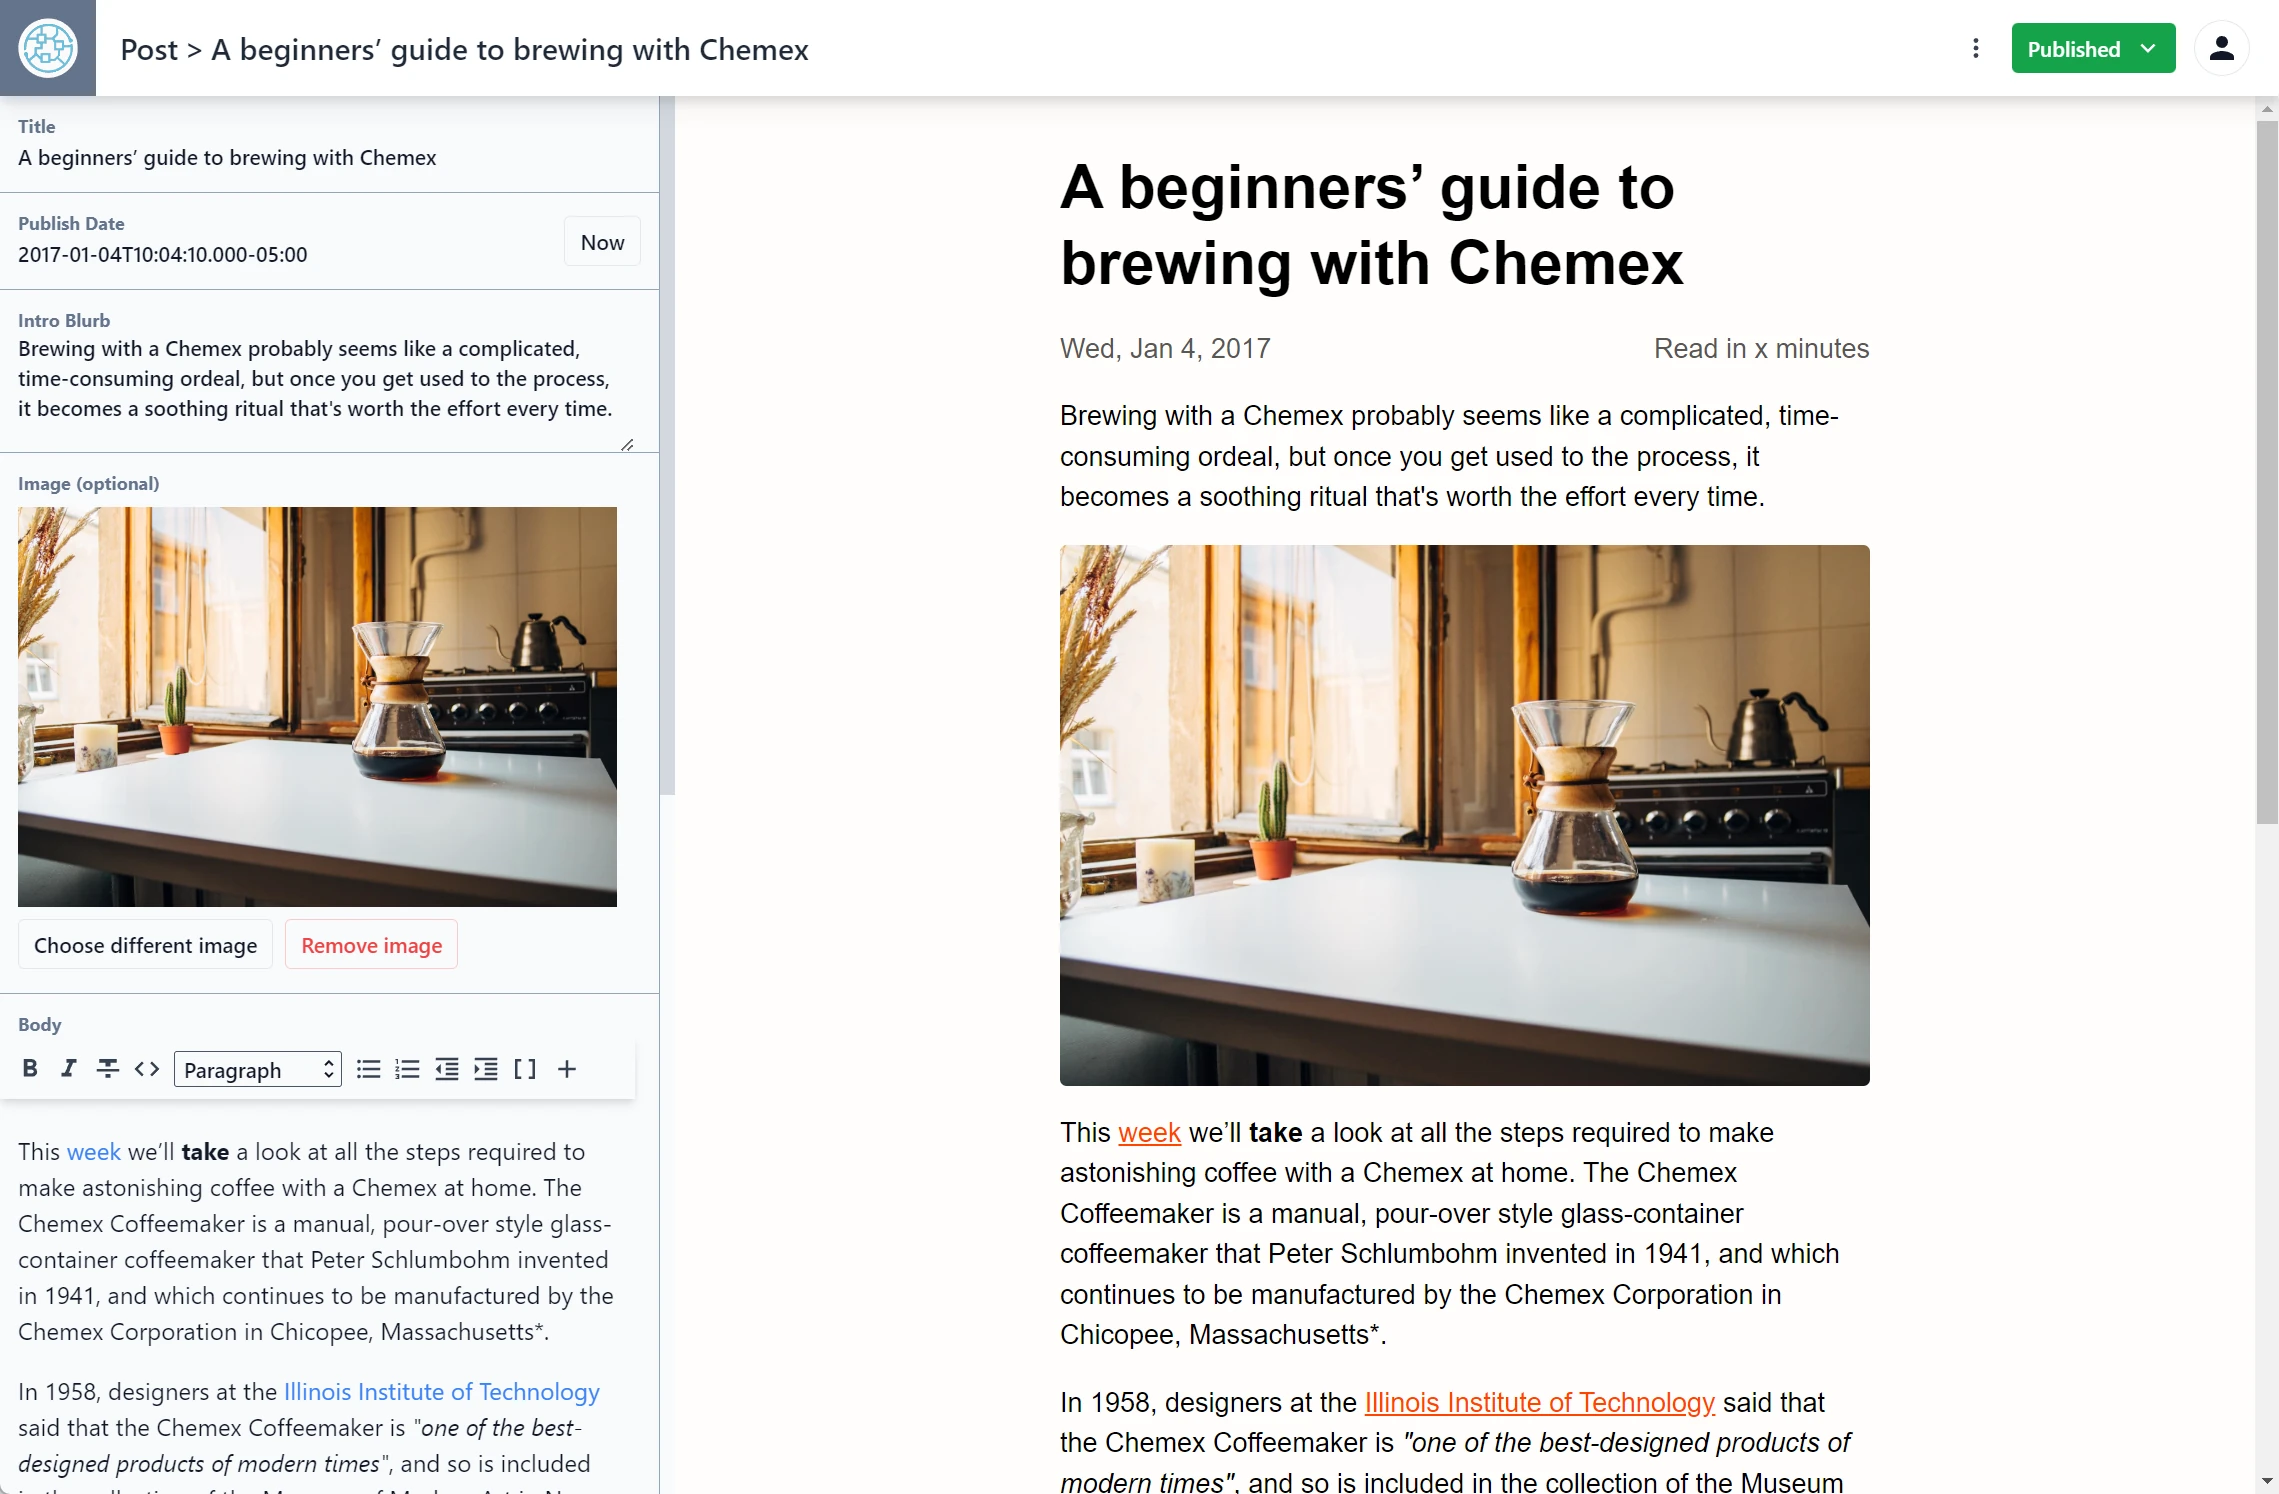 Post > A beginners’ guide to brewing with Chemex
Published
Title
A beginners’ guide to brewing with Chemex
Publish Date
2017-01-04T10:04:10.000-05:00
Now
Intro Blurb
Brewing with a Chemex probably seems like a complicated,
time-consuming ordeal, but once you get used to the process,
it becomes a soothing ritual that's worth the effort every time.
Image (optional)
Choose different image
Remove image
Body
Paragraph
This week we’ll take a look at all the steps required to
make astonishing coffee with a Chemex at home. The
Chemex Coffeemaker is a manual, pour-over style glass-
container coffeemaker that Peter Schlumbohm invented
in 1941, and which continues to be manufactured by the
Chemex Corporation in Chicopee, Massachusetts*.
In 1958, designers at the Illinois Institute of Technology
said that the Chemex Coffeemaker is "one of the best-
designed products of modern times", and so is included
A beginners’ guide to
brewing with Chemex
Wed, Jan 4, 2017
Read in x minutes
Brewing with a Chemex probably seems like a complicated, time-
consuming ordeal, but once you get used to the process, it
becomes a soothing ritual that's worth the effort every time.
This week we’ll take a look at all the steps required to make
astonishing coffee with a Chemex at home. The Chemex
Coffeemaker is a manual, pour-over style glass-container
coffeemaker that Peter Schlumbohm invented in 1941, and which
continues to be manufactured by the Chemex Corporation in
Chicopee, Massachusetts*.
In 1958, designers at the Illinois Institute of Technology said that
the Chemex Coffeemaker is "one of the best-designed products of
modern times", and so is included in the collection of the Museum